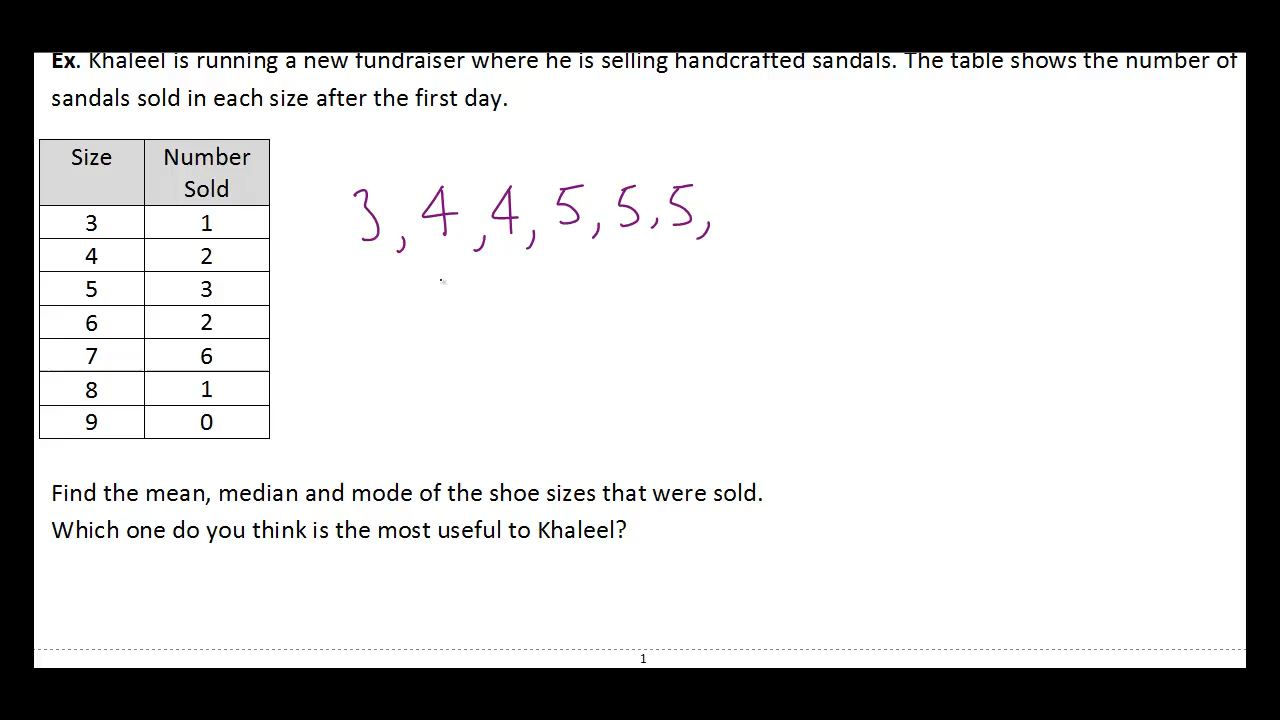 Ex. Khaleel is running a new fundraiser where he is selling handcrafted sandals. The table shows the number of
sandals sold in each size after the first day.
Size Number
Sold
3 1
4 2
5 3
6 2
7 6
8 1
9 0
3, 4, 4, 5, 5, 5,
Find the mean, median and mode of the shoe sizes that were sold.
Which one do you think is the most useful to Khaleel?
1